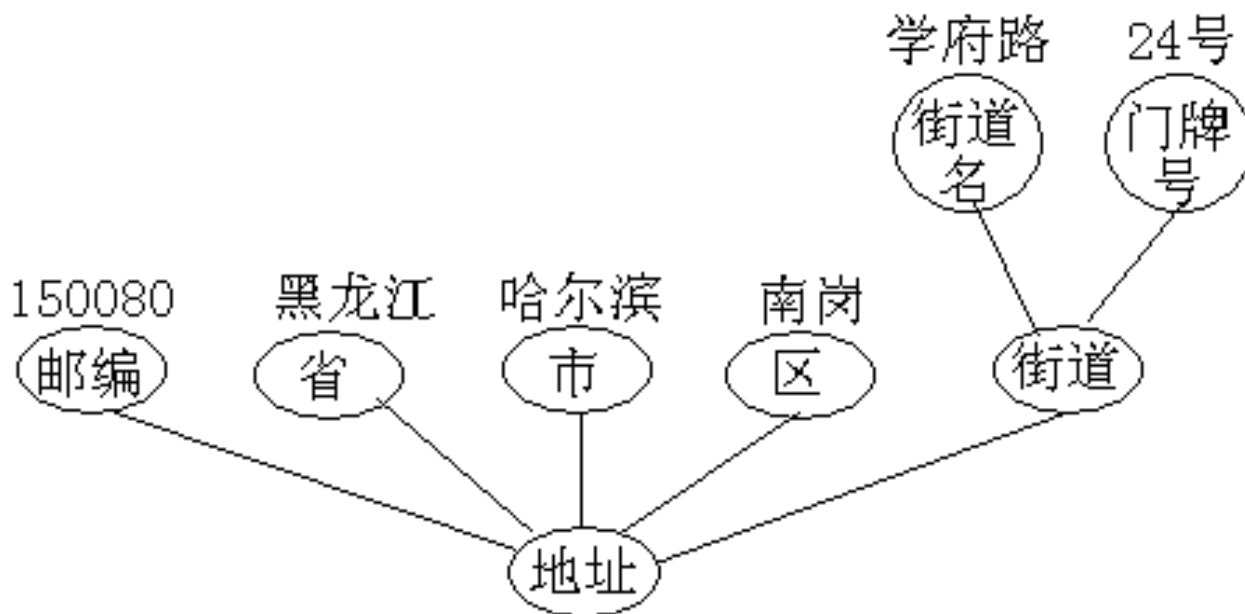 学府路 24号
街道名 门牌号
150080 黑龙江 哈尔滨 南岗
邮编 省 市 区 街道
地址